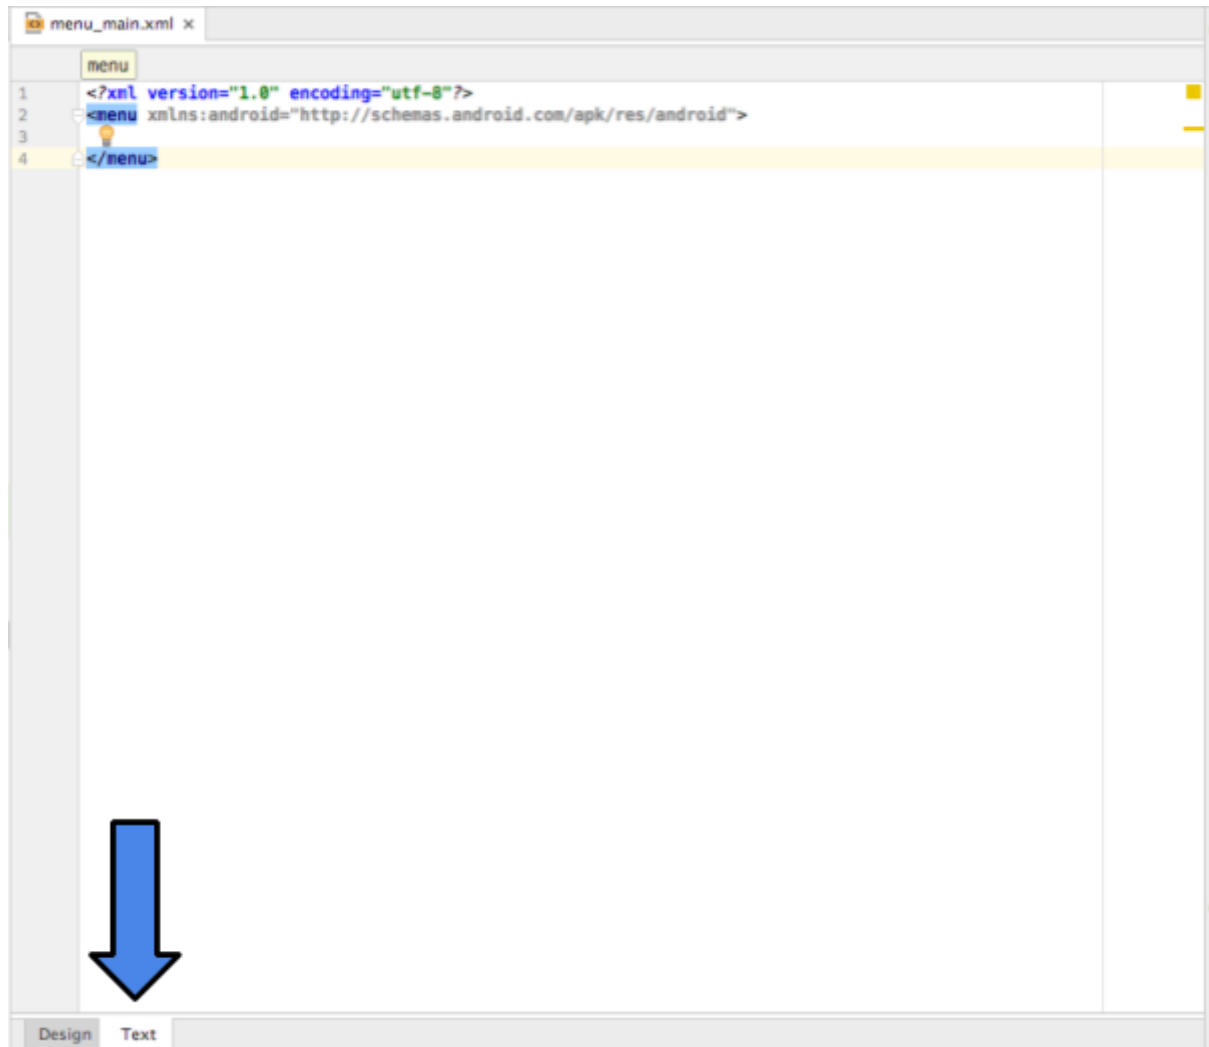 menu_main.xml ×
menu
1 <?xml version="1.0" encoding="utf-8"?>
2 <menu xmlns:android="http://schemas.android.com/apk/res/android">
3
4 </menu>
Design Text